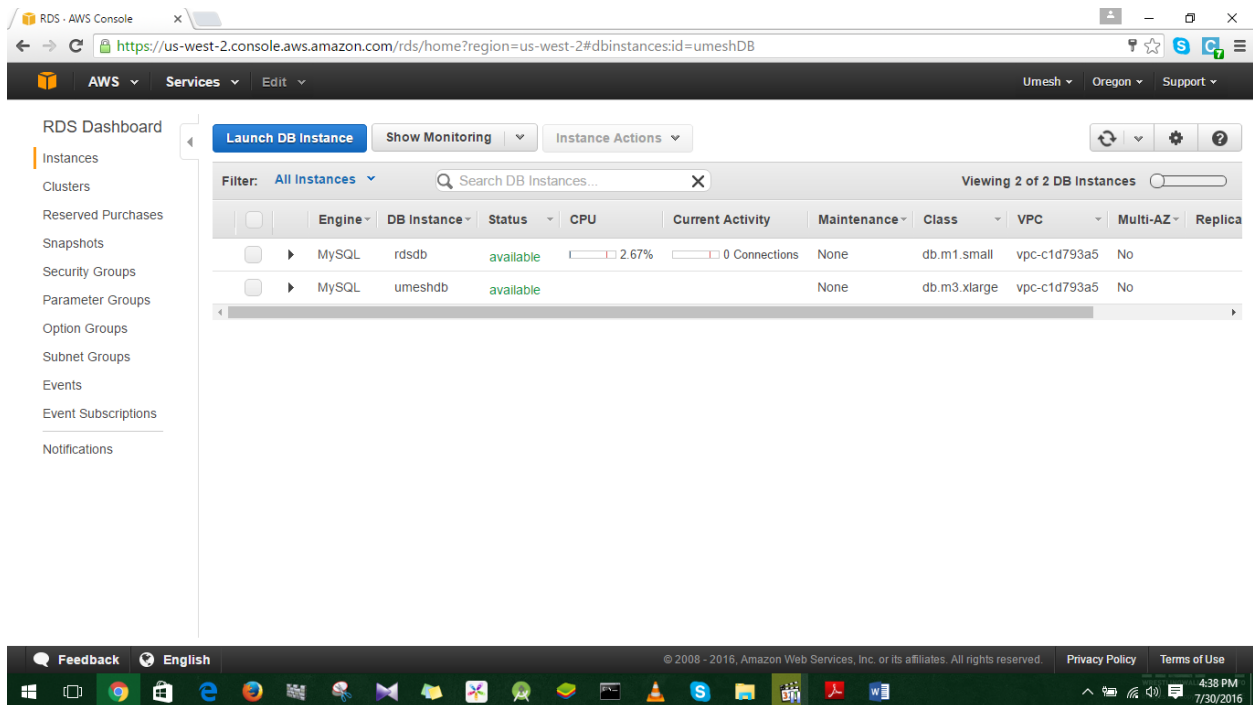 RDS - AWS Console
https://us-west-2.console.aws.amazon.com/rds/home?region=us-west-2#dbinstances:id=umeshDB
AWS Services Edit Umesh Oregon Support
RDS Dashboard
Instances
Clusters
Reserved Purchases
Snapshots
Security Groups
Parameter Groups
Option Groups
Subnet Groups
Events
Event Subscriptions
Notifications
Launch DB Instance Show Monitoring Instance Actions
Filter: All Instances Search DB Instances... Viewing 2 of 2 DB Instances
Engine DB Instance Status CPU Current Activity Maintenance Class VPC Multi-AZ Replica
MySQL rdsdb available 2.67% 0 Connections None db.m1.small vpc-c1d793a5 No
MySQL umeshdb available None db.m3.xlarge vpc-c1d793a5 No
Feedback English © 2008 - 2016, Amazon Web Services, Inc. or its affiliates. All rights reserved. Privacy Policy Terms of Use
4:38 PM
7/30/2016